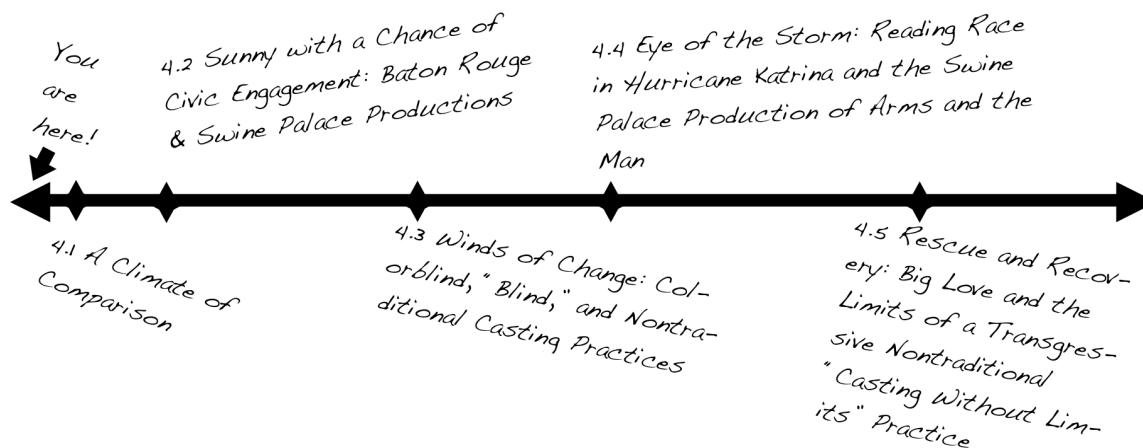 You
are
here!
4.2 Sunny with a Chance of
Civic Engagement: Baton Rouge
& Swine Palace Productions
4.4 Eye of the Storm: Reading Race
in Hurricane Katrina and the Swine
Palace Production of Arms and the
Man
4.1 A Climate of
Comparison
4.3 Winds of Change: Col-
orblind, "Blind," and Nontra-
ditional Casting Practices
4.5 Rescue and Recov-
ery: Big Love and the
Limits of a Transgres-
sive Nontraditional
"Casting Without Lim-
its" Practice